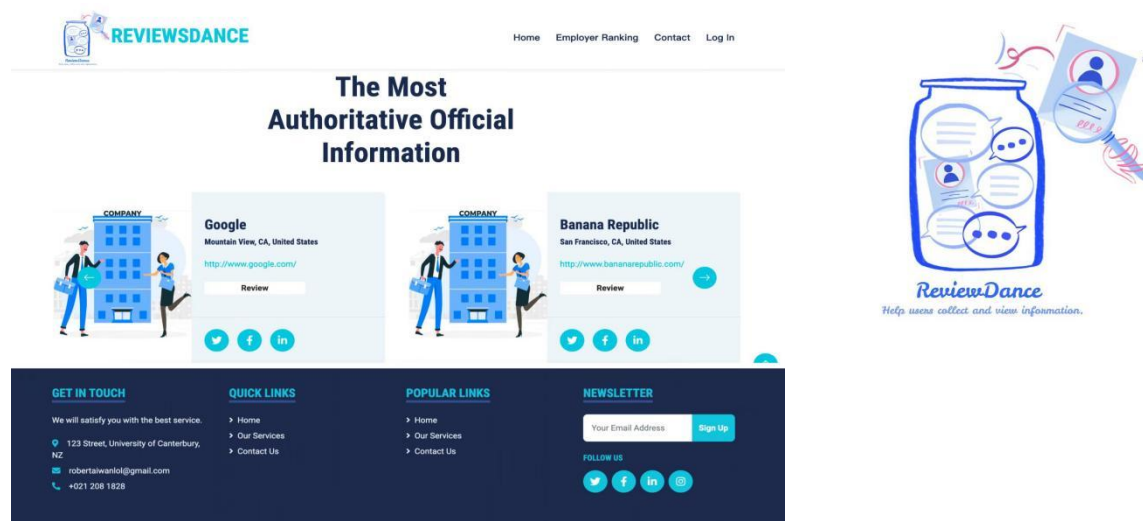 REVIEWSDANCE
Home Employer Ranking Contact Log In
The Most
Authoritative Official
Information
COMPANY
Google
Mountain View, CA, United States
http://www.google.com/
Review
COMPANY
Banana Republic
San Francisco, CA, United States
http://www.bananarepublic.com/
Review
GET IN TOUCH
We will satisfy you with the best service.
123 Street, University of Canterbury,
NZ
robertaiwanlol@gmail.com
+021 208 1828
QUICK LINKS
Home
Our Services
Contact Us
POPULAR LINKS
Home
Our Services
Contact Us
NEWSLETTER
Your Email Address Sign Up
FOLLOW US
ReviewDance
Help users collect and view information.